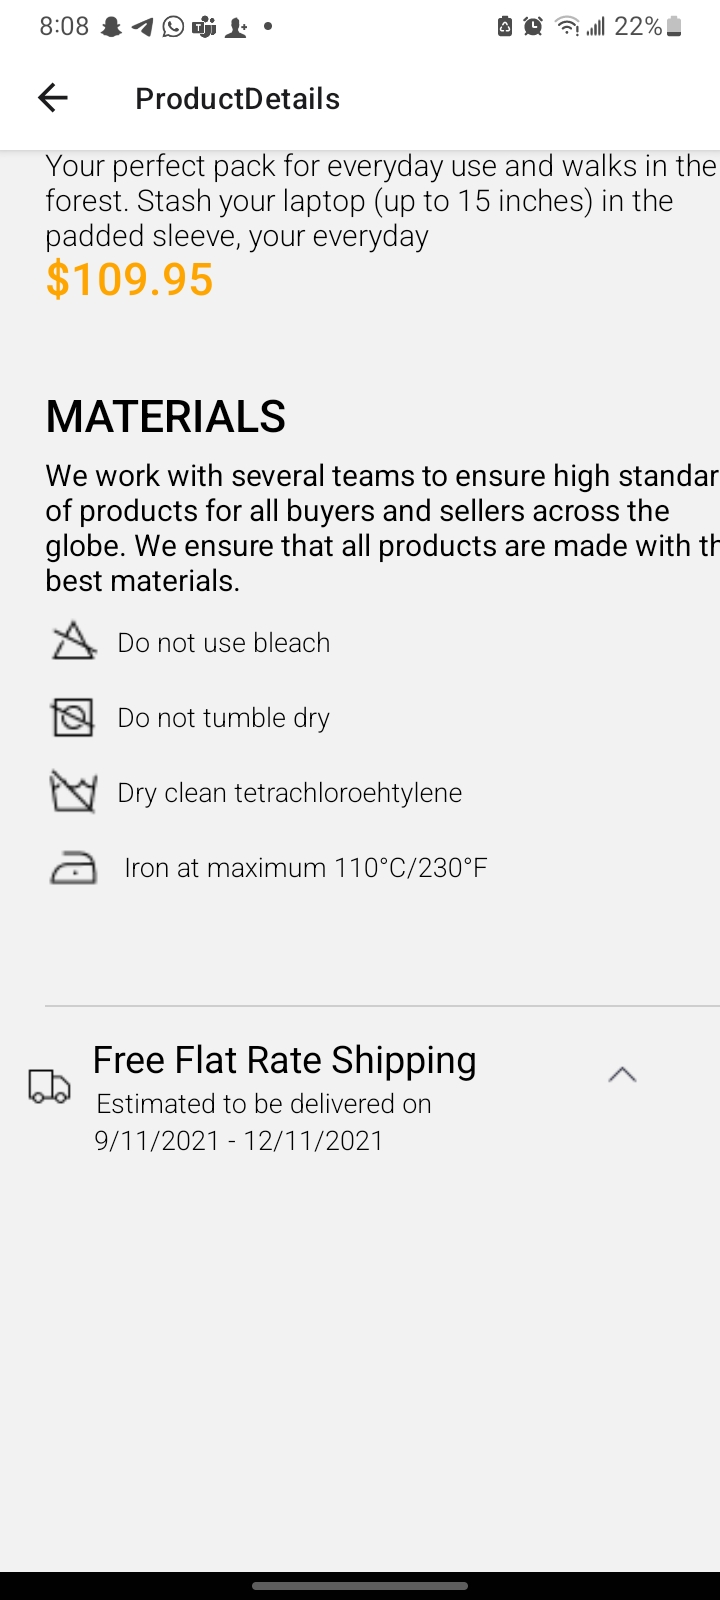 8:08
22%
ProductDetails
Your perfect pack for everyday use and walks in the
forest. Stash your laptop (up to 15 inches) in the
padded sleeve, your everyday
$109.95
MATERIALS
We work with several teams to ensure high standar
of products for all buyers and sellers across the
globe. We ensure that all products are made with th
best materials.
Do not use bleach
Do not tumble dry
Dry clean tetrachloroehtylene
Iron at maximum 110°C/230°F
Free Flat Rate Shipping
Estimated to be delivered on
9/11/2021 - 12/11/2021